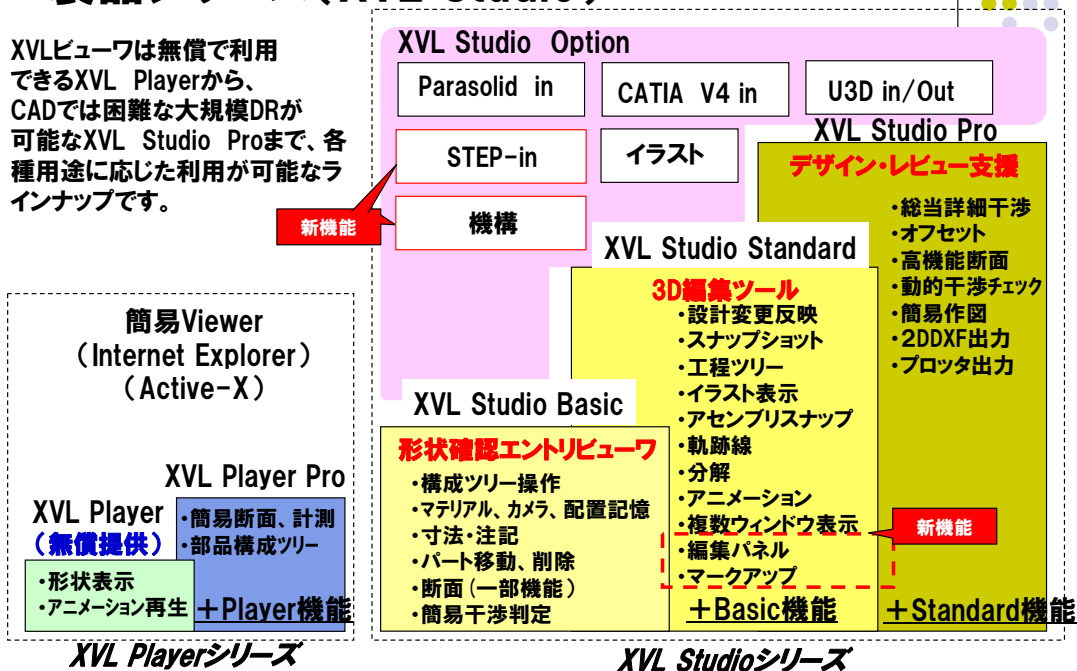 XVLビューワは無償で利用
できるXVL Playerから、
CADでは困難な大規模DRが
可能なXVL Studio Proまで、各
種用途に応じた利用が可能なラ
インナップです。
XVL Studio Option
Parasolid in
CATIA V4 in
U3D in/Out
STEP-in
イラスト
機構
新機能
XVL Studio Pro
デザイン・レビュー支援
・総当詳細干渉
・オフセット
・高機能断面
・動的干渉チェック
・簡易作図
・2DDXF出力
・プロッタ出力
+Standard機能
XVL Studio Standard
3D編集ツール
・設計変更反映
・スナップショット
・工程ツリー
・イラスト表示
・アセンブリスナップ
・軌跡線
・分解
・アニメーション
・複数ウィンドウ表示
・編集パネル
・マークアップ
新機能
+Basic機能
XVL Studio Basic
形状確認エントリビューワ
・構成ツリー操作
・マテリアル、カメラ、配置記憶
・寸法・注記
・パート移動、削除
・断面(一部機能)
・簡易干渉判定
簡易Viewer
(Internet Explorer)
(Active-X)
XVL Player Pro
・簡易断面、計測
・部品構成ツリー
+Player機能
XVL Player
(無償提供)
・形状表示
・アニメーション再生
XVL Playerシリーズ
XVL Studioシリーズ